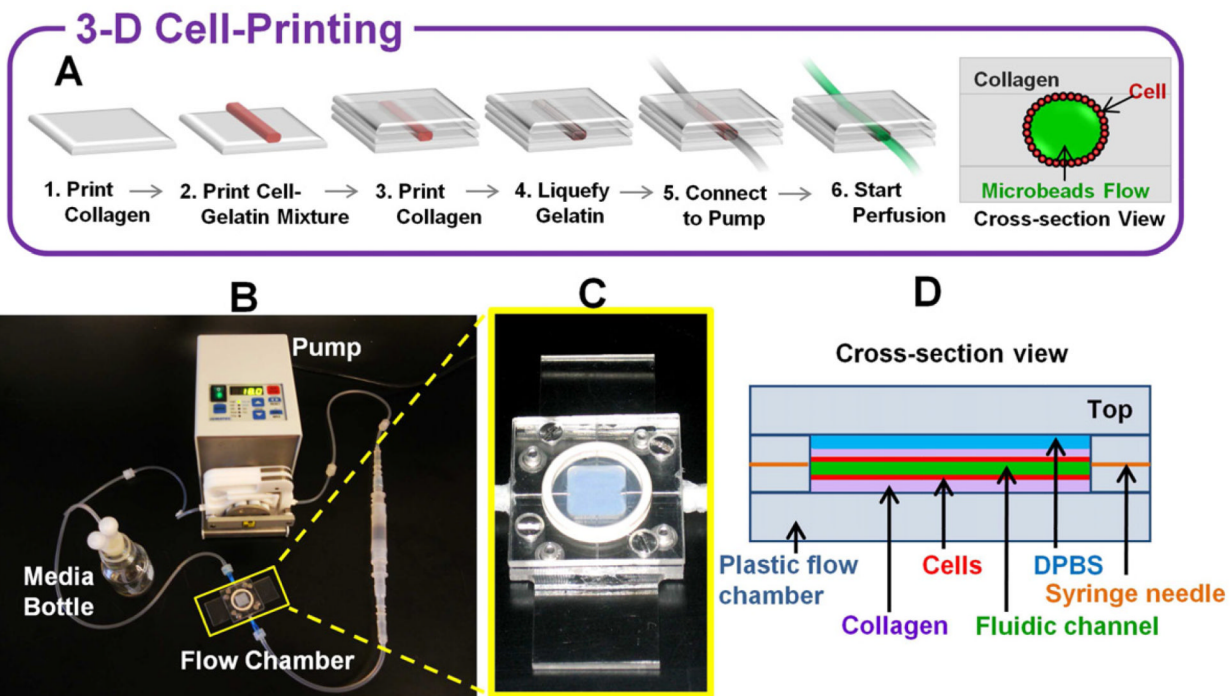 3-D Cell-Printing
A
1. Print
Collagen
2. Print Cell-
Gelatin Mixture
3. Print
Collagen
4. Liquefy
Gelatin
5. Connect
to Pump
6. Start
Perfusion
Collagen
Cell
Microbeads Flow
Cross-section View
B
Pump
18.0
Media
Bottle
Flow Chamber
C
D
Cross-section view
Top
Plastic flow
chamber
Cells
DPBS
Syringe needle
Collagen
Fluidic channel